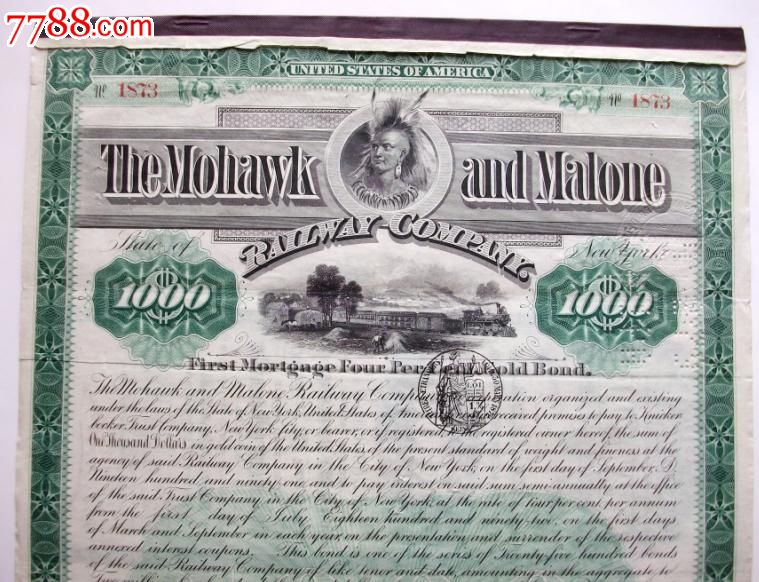 7788.com
UNITED STATES OF AMERICA
Nº 1873
Nº 1873
The Mohawk and Malone
RAILWAY COMPANY
State of New York
1000
1000
First Mortgage Four Per Cent. Gold Bond.
The Mohawk and Malone Railway Company organized and existing
under the laws of the State of New York, United States of received promises to pay to Knicker
bocker Trust Company, New York city, or bearer, or if registered, the registered owner hereof, the sum of
One Thousand Dollars in gold coin of the United States, of the present standard of weight and fineness at the
agency of said Railway Company in the City of New York, on the first day of September, A. D.
Nineteen hundred and ninety one, and to pay interest on said sum semi-annually at the office
of the said Trust Company in the City of New York, at the rate of four per cent. per annum
from the first day of July Eighteen hundred and ninety-two, on the first days
of March and September in each year, on the presentation and surrender of the respective
annexed interest coupons. This bond is one of the series of Twenty five hundred bonds
of the said Railway Company of like tenor and date, amounting in the aggregate to